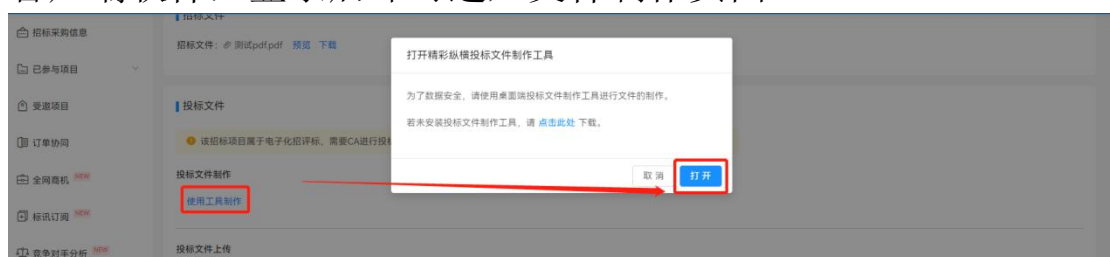 招标采购信息
已参与项目
受邀项目
订单协同
全网商机 NEW
标讯订阅 NEW
竞争对手分析 NEW
招标文件
招标文件: 测试pdf.pdf 预览 下载
投标文件
该招标项目属于电子化招评标, 需要CA进行投标
投标文件制作
使用工具制作
投标文件上传
打开精彩纵横投标文件制作工具
为了数据安全, 请使用桌面端投标文件制作工具进行文件的制作。
若未安装投标文件制作工具, 请 点击此处 下载。
取消 打开